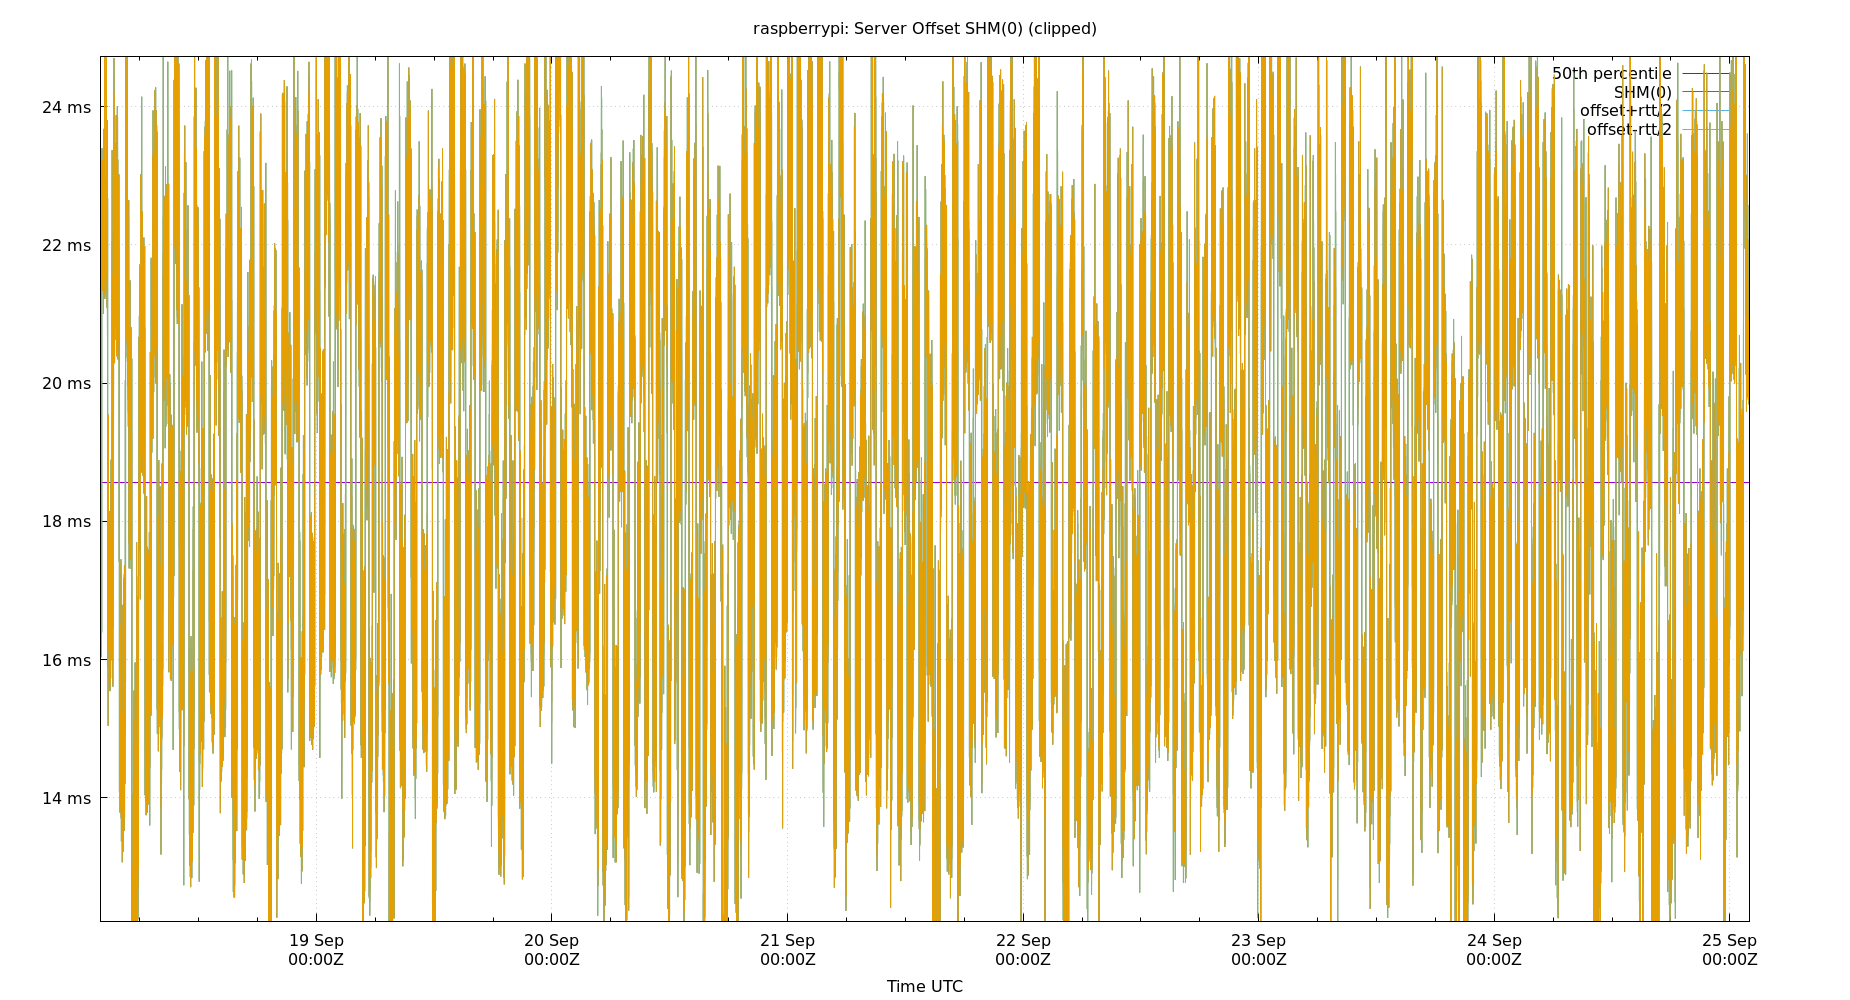 raspberrypi: Server Offset SHM(0) (clipped)
50th percentile
SHM(0)
offset+rtt/2
offset-rtt/2
24 ms
22 ms
20 ms
18 ms
16 ms
14 ms
19 Sep
00:00Z
20 Sep
00:00Z
21 Sep
00:00Z
22 Sep
00:00Z
23 Sep
00:00Z
24 Sep
00:00Z
25 Sep
00:00Z
Time UTC